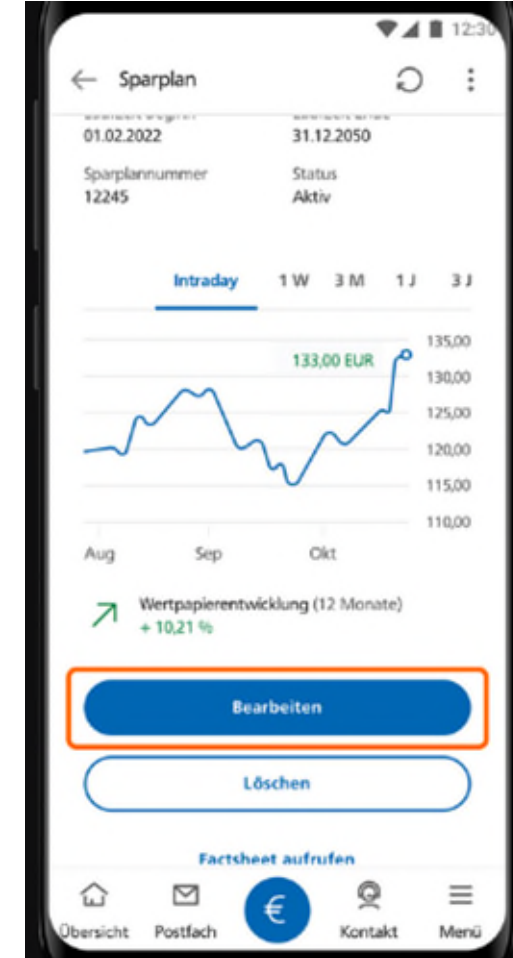 12:30
Sparplan
01.02.2022 31.12.2050
Sparplannummer Status
12245 Aktiv
Intraday 1 W 3 M 1 J 3 J
133,00 EUR
135,00
130,00
125,00
120,00
115,00
110,00
Aug Sep Okt
Wertpapierentwicklung (12 Monate)
+ 10,21 %
Bearbeiten
Löschen
Factsheet aufrufen
€
Übersicht Postfach Kontakt Menü